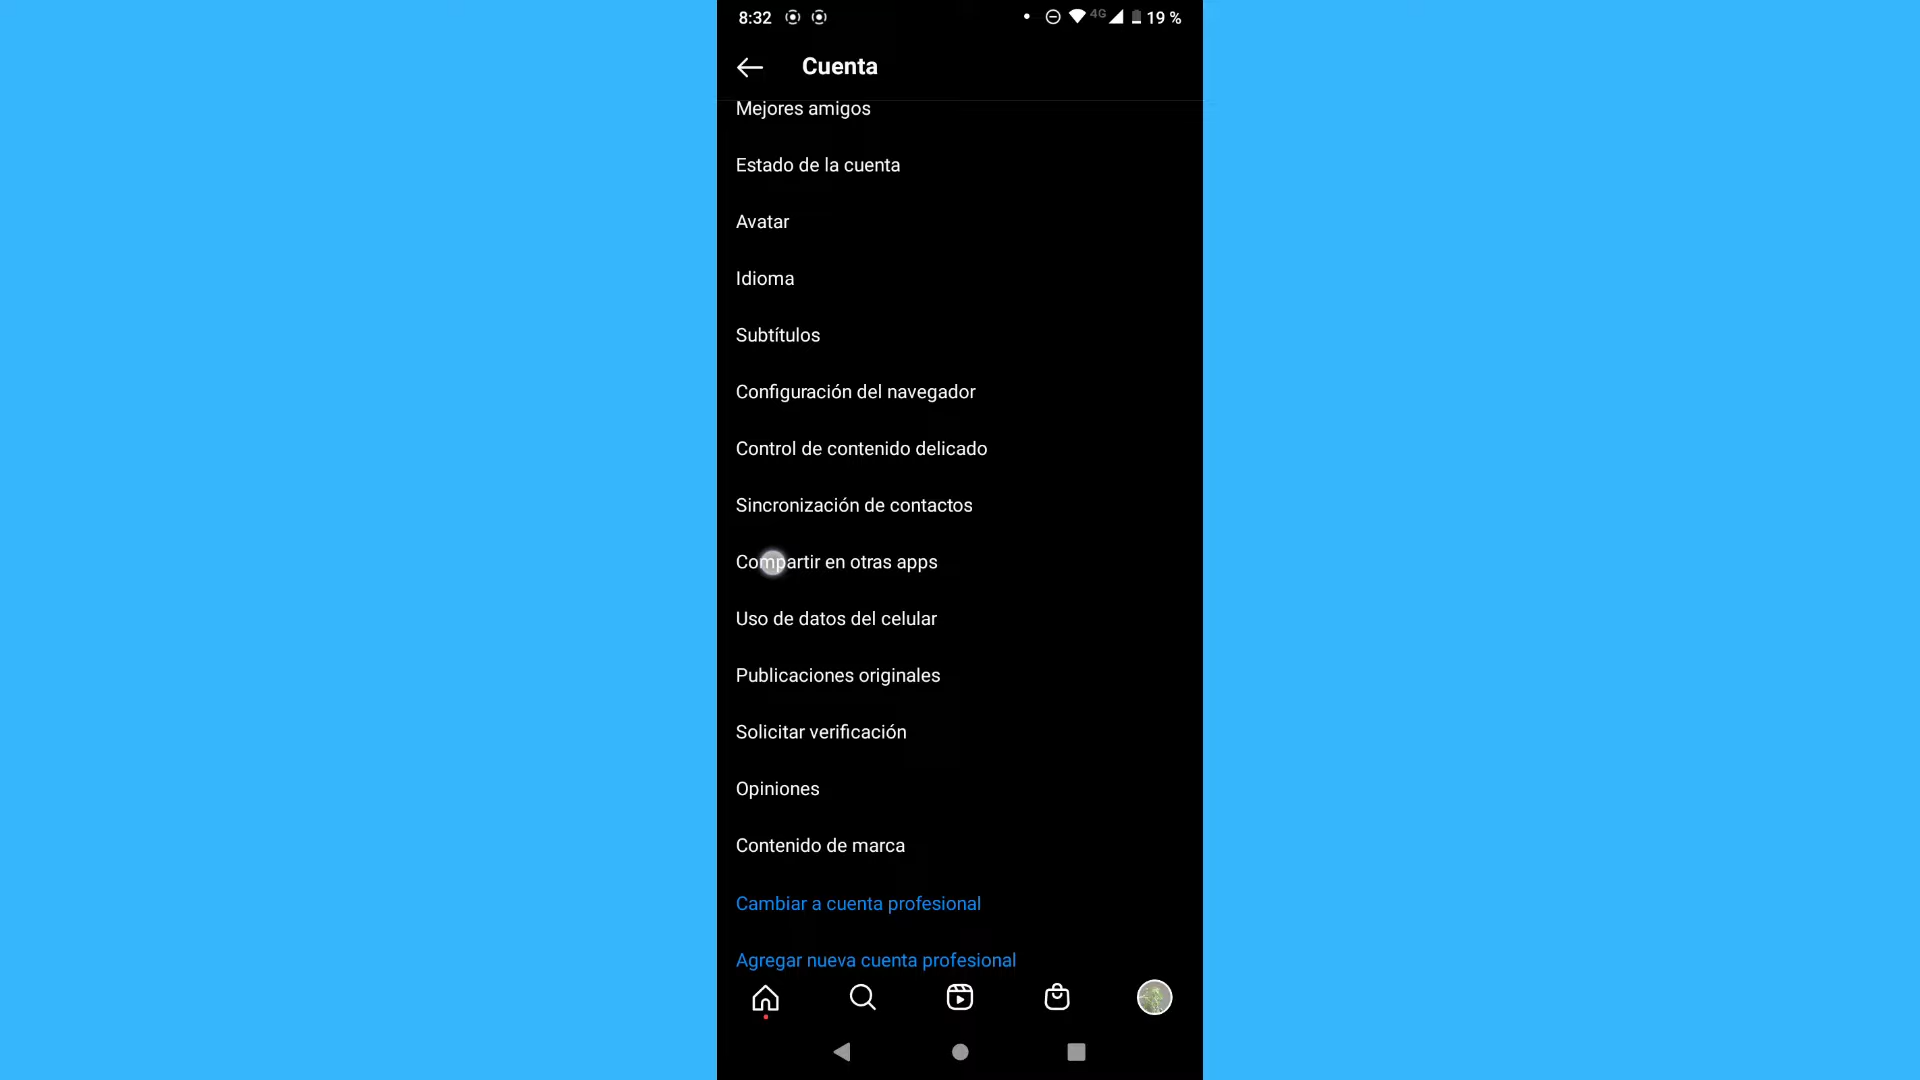 8:32
4G
19 %
Cuenta
Mejores amigos
Estado de la cuenta
Avatar
Idioma
Subtítulos
Configuración del navegador
Control de contenido delicado
Sincronización de contactos
Compartir en otras apps
Uso de datos del celular
Publicaciones originales
Solicitar verificación
Opiniones
Contenido de marca
Cambiar a cuenta profesional
Agregar nueva cuenta profesional